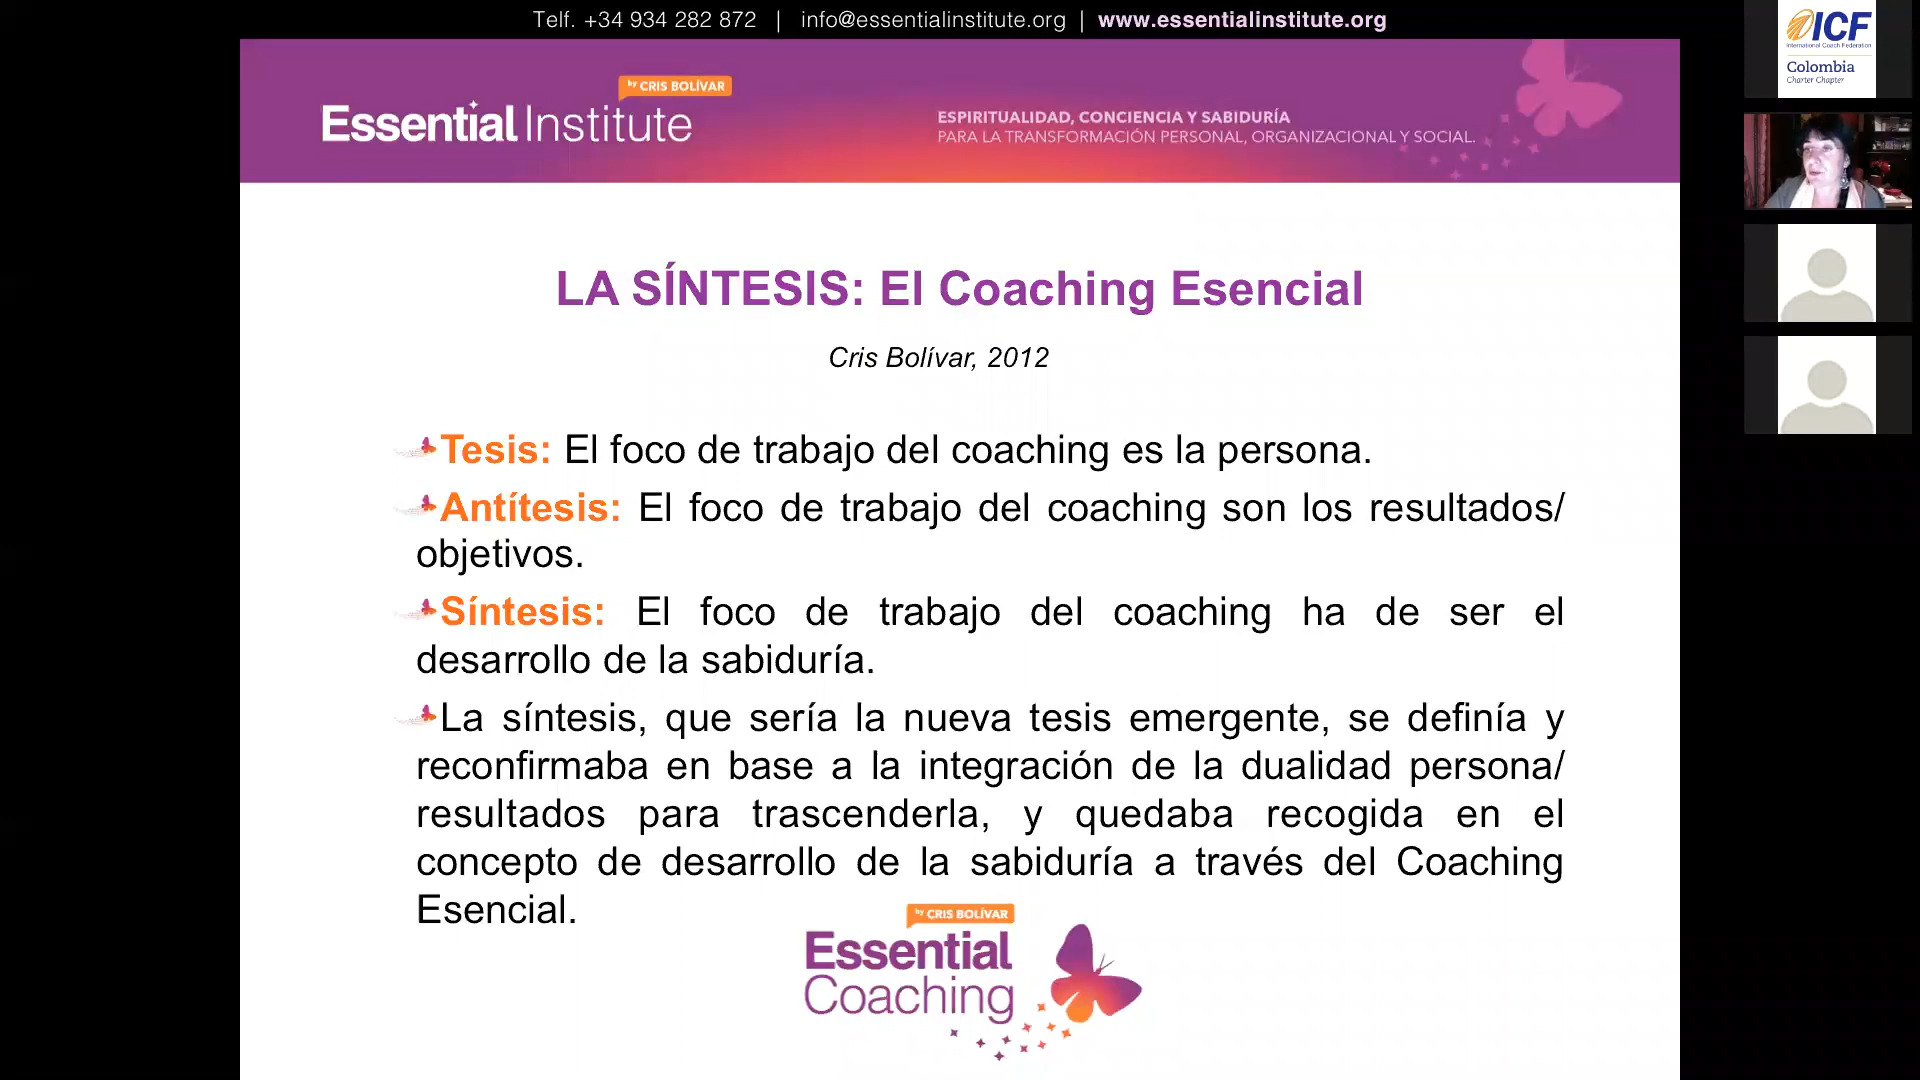 Telf. +34 934 282 872 | info@essentialinstitute.org | www.essentialinstitute.org
by CRIS BOLÍVAR
Essential Institute
ESPIRITUALIDAD, CONCIENCIA Y SABIDURÍA
PARA LA TRANSFORMACIÓN PERSONAL, ORGANIZACIONAL Y SOCIAL.
ICF
International Coach Federation
Colombia
Charter Chapter
LA SÍNTESIS: El Coaching Esencial
Cris Bolívar, 2012
Tesis: El foco de trabajo del coaching es la persona.
Antítesis: El foco de trabajo del coaching son los resultados/
objetivos.
Síntesis: El foco de trabajo del coaching ha de ser el
desarrollo de la sabiduría.
La síntesis, que sería la nueva tesis emergente, se definía y
reconfirmaba en base a la integración de la dualidad persona/
resultados para trascenderla, y quedaba recogida en el
concepto de desarrollo de la sabiduría a través del Coaching
Esencial.
by CRIS BOLÍVAR
Essential
Coaching